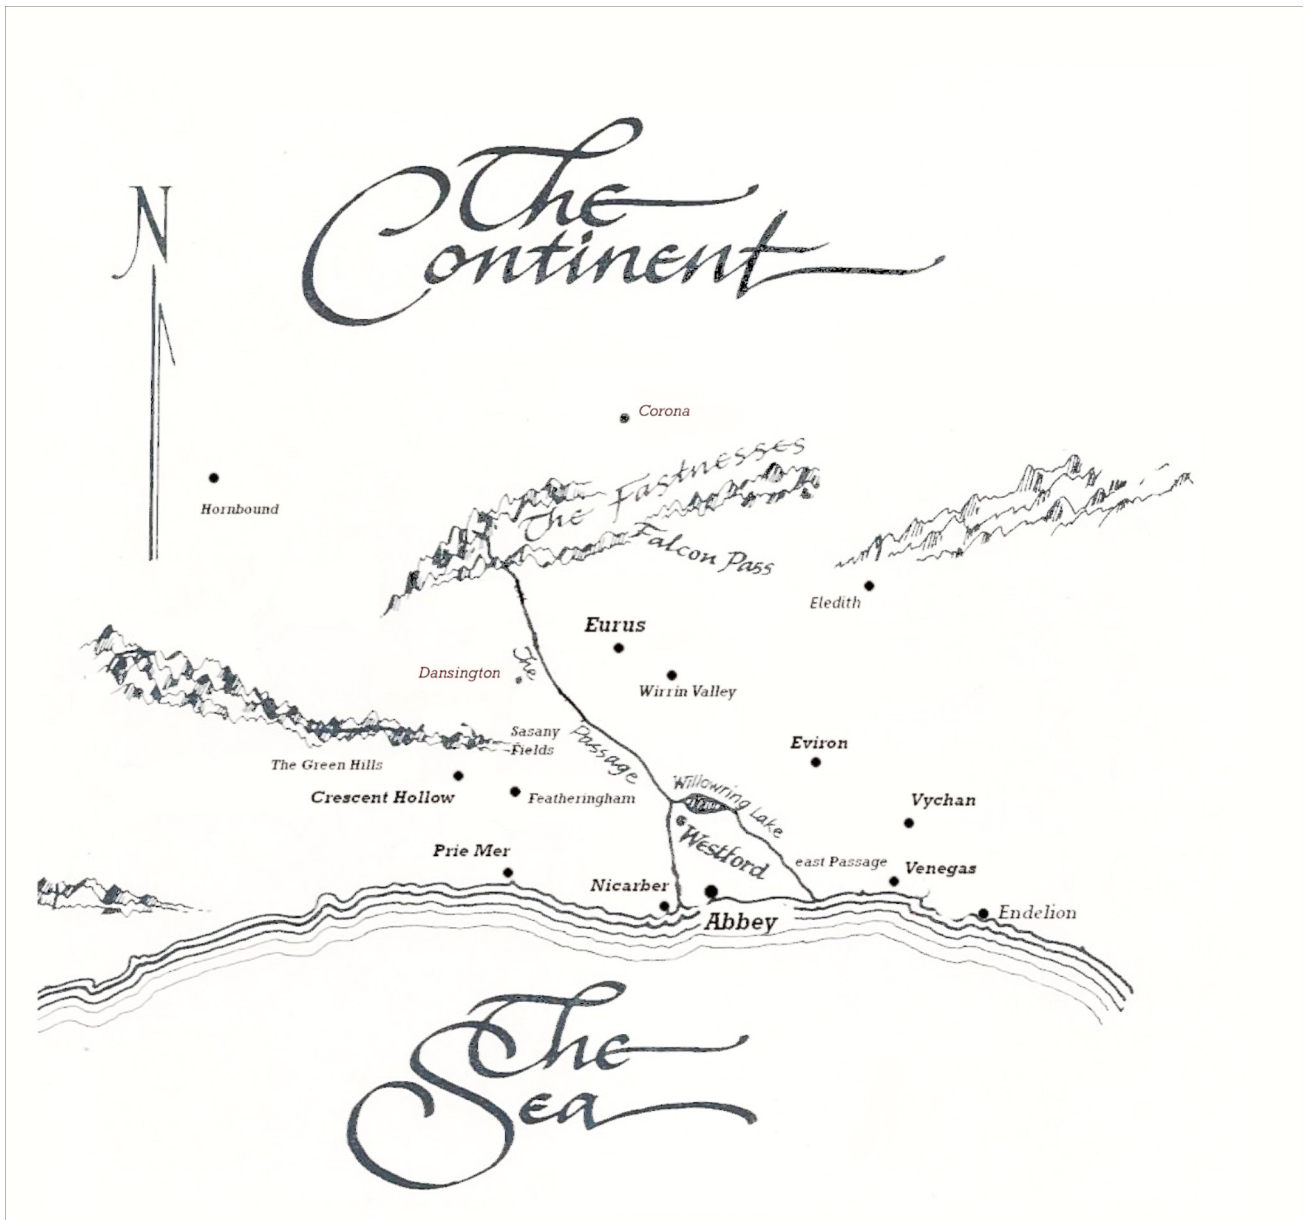 The
Continent
N
Corona
The Fastnesses
Hornbound
Falcon Pass
Eledith
Eurus
The
Dansington
Wirrin Valley
Sasany
Fields
Passage
Eviron
The Green Hills
Crescent Hollow
Featheringham
Willowring Lake
Vychan
Westford
Prie Mer
east Passage
Venegas
Nicarber
Abbey
Endelion
The
Sea